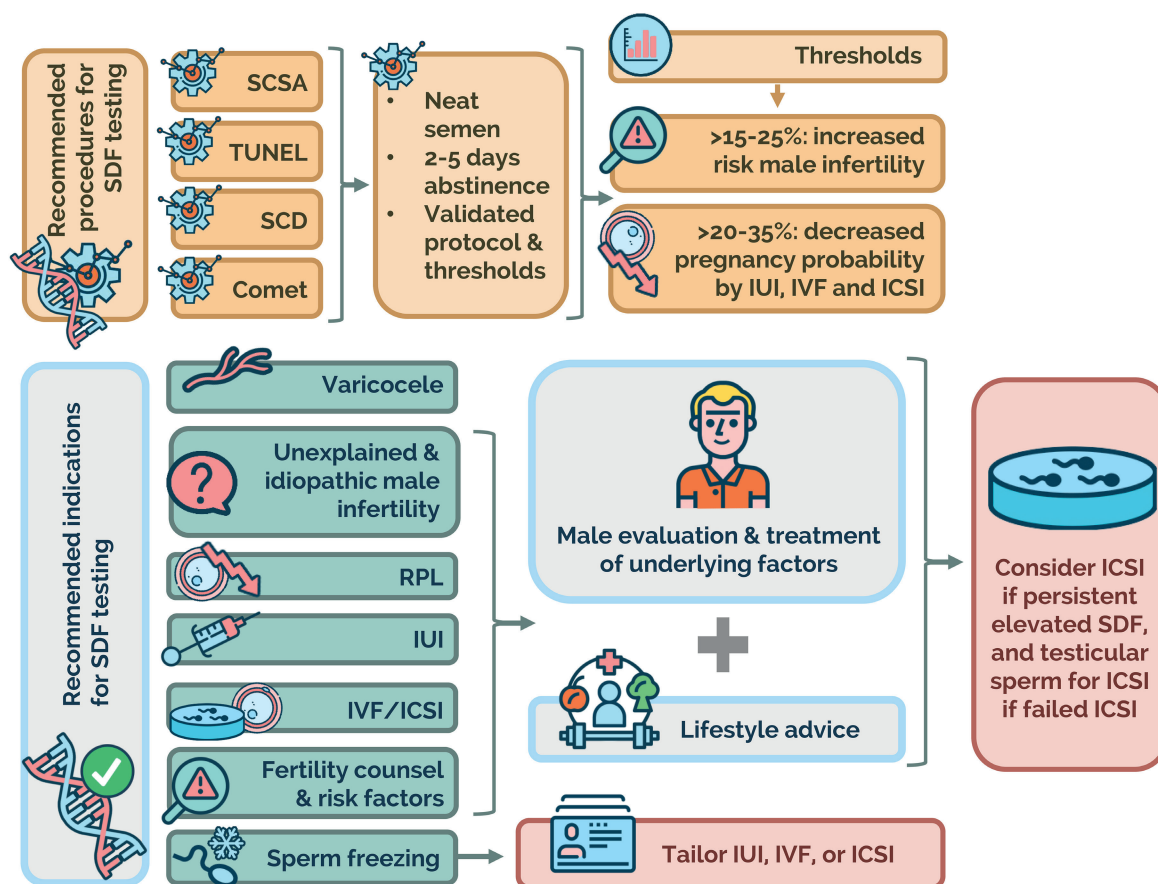 Recommended
procedures for
SDF testing
SCSA
TUNEL
SCD
Comet
• Neat
semen
• 2-5 days
abstinence
• Validated
protocol &
thresholds
Thresholds
>15-25%: increased
risk male infertility
>20-35%: decreased
pregnancy probability
by IUI, IVF and ICSI
Recommended indications
for SDF testing
Varicocele
Unexplained &
idiopathic male
infertility
RPL
IUI
IVF/ICSI
Fertility counsel
& risk factors
Sperm freezing
Male evaluation & treatment
of underlying factors
Lifestyle advice
Tailor IUI, IVF, or ICSI
Consider ICSI
if persistent
elevated SDF,
and testicular
sperm for ICSI
if failed ICSI